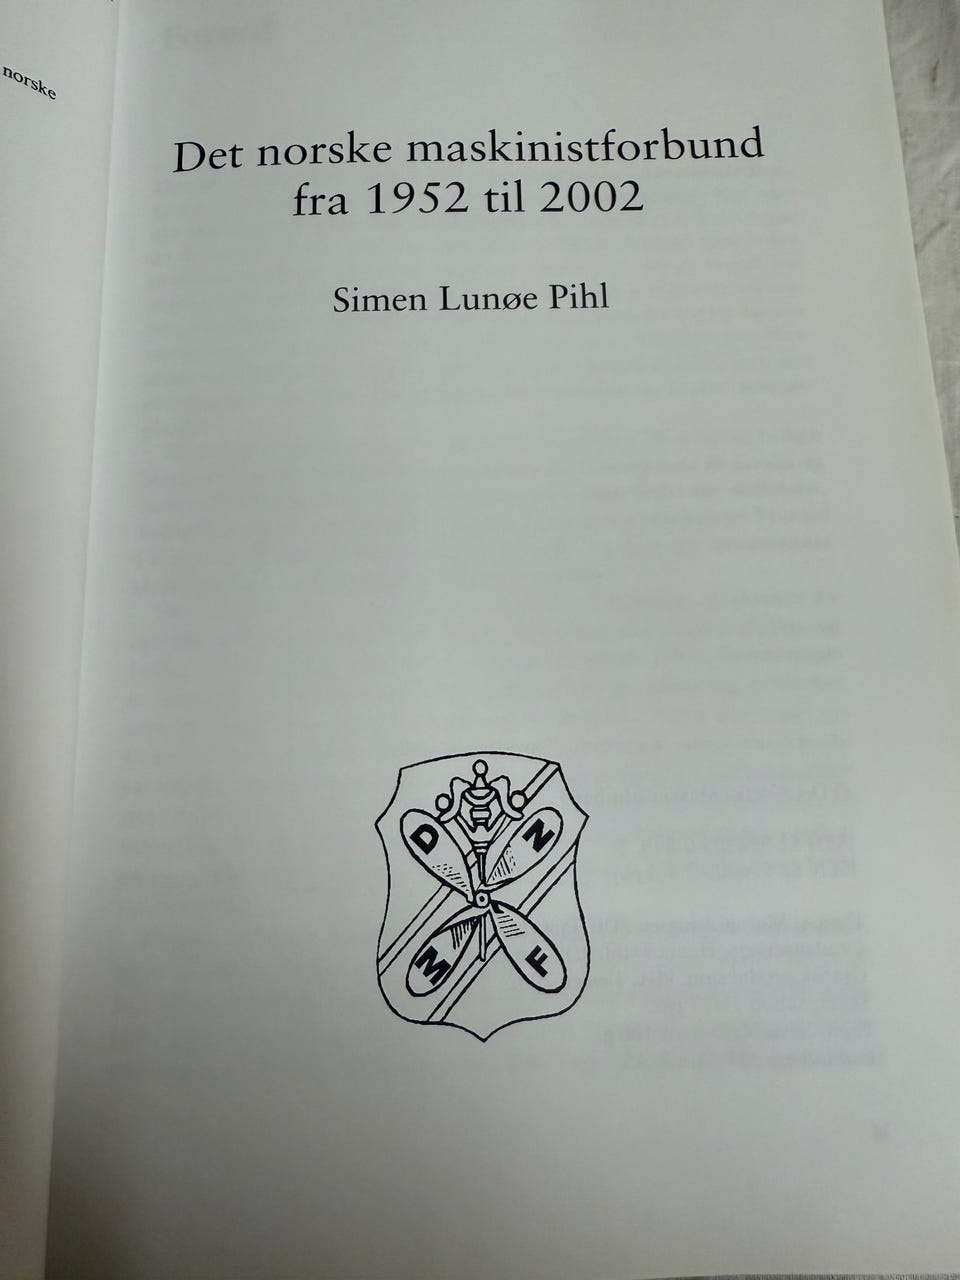 norske
Det norske maskinistforbund
fra 1952 til 2002
Simen Lunøe Pihl
D N
M F